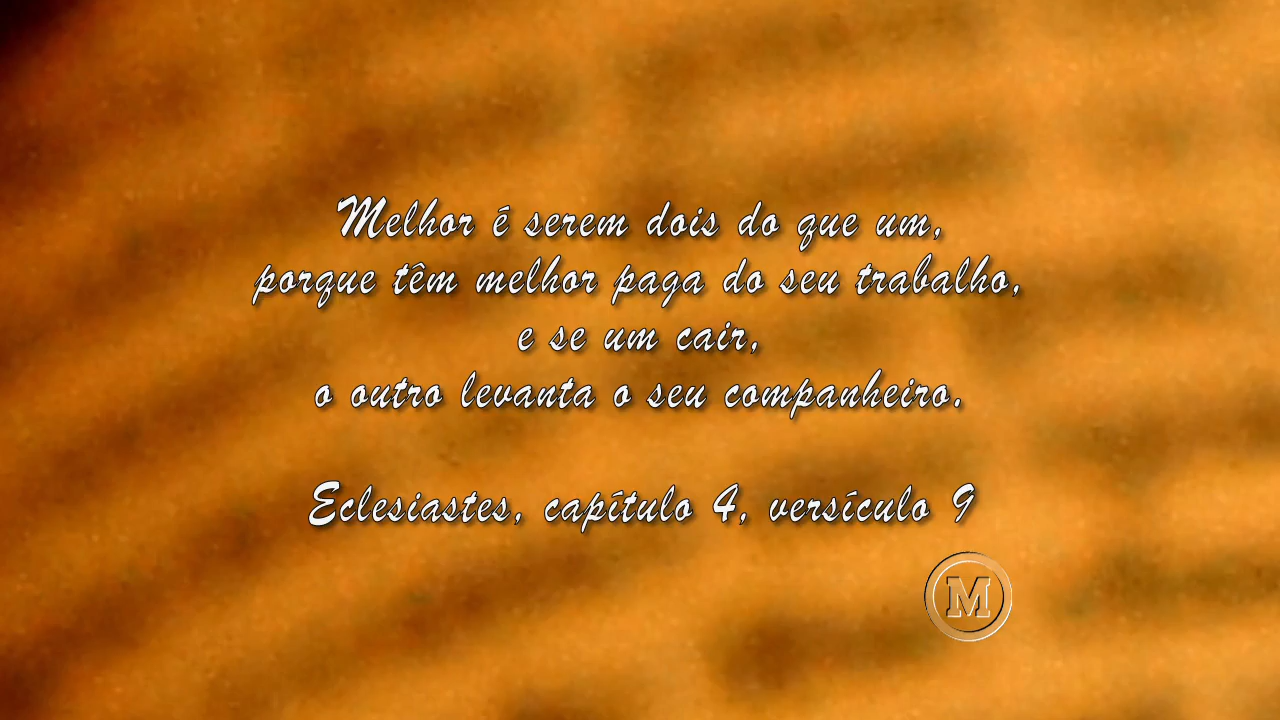 Melhor é serem dois do que um,
porque têm melhor paga do seu trabalho,
e se um cair,
o outro levanta o seu companheiro.
Eclesiastes, capítulo 4, versículo 9
M